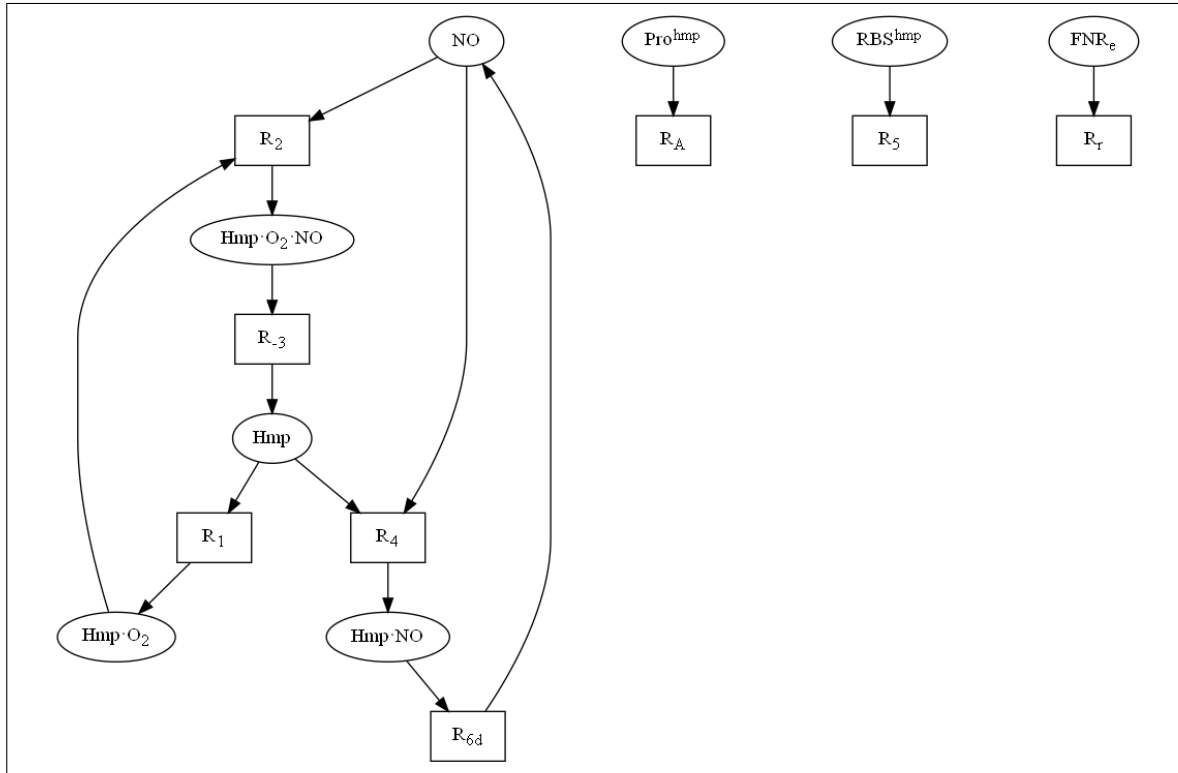 NO
Pro^hmp
RBS^hmp
FNR_e
R_2
R_A
R_5
R_r
Hmp·O_2·NO
R_-3
Hmp
R_1
R_4
Hmp·O_2
Hmp·NO
R_6d